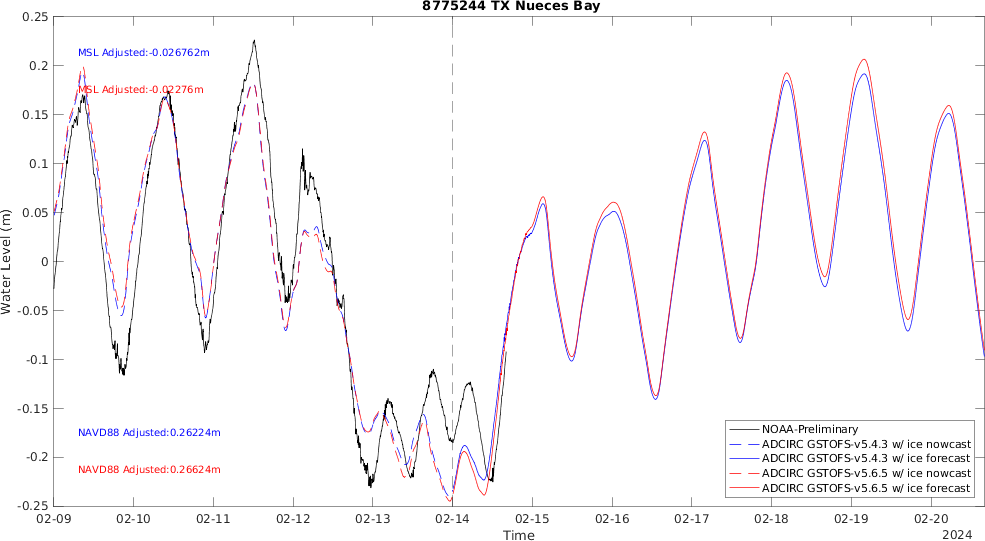 8775244 TX Nueces Bay
0.25
0.2
0.15
0.1
0.05
0
-0.05
-0.1
-0.15
-0.2
-0.25
Water Level (m)
MSL Adjusted:-0.026762m
MSL Adjusted:-0.02276m
NAVD88 Adjusted:0.26224m
NAVD88 Adjusted:0.26624m
NOAA-Preliminary
ADCIRC GSTOFS-v5.4.3 w/ ice nowcast
ADCIRC GSTOFS-v5.4.3 w/ ice forecast
ADCIRC GSTOFS-v5.6.5 w/ ice nowcast
ADCIRC GSTOFS-v5.6.5 w/ ice forecast
02-09 02-10 02-11 02-12 02-13 02-14 02-15 02-16 02-17 02-18 02-19 02-20
Time
2024